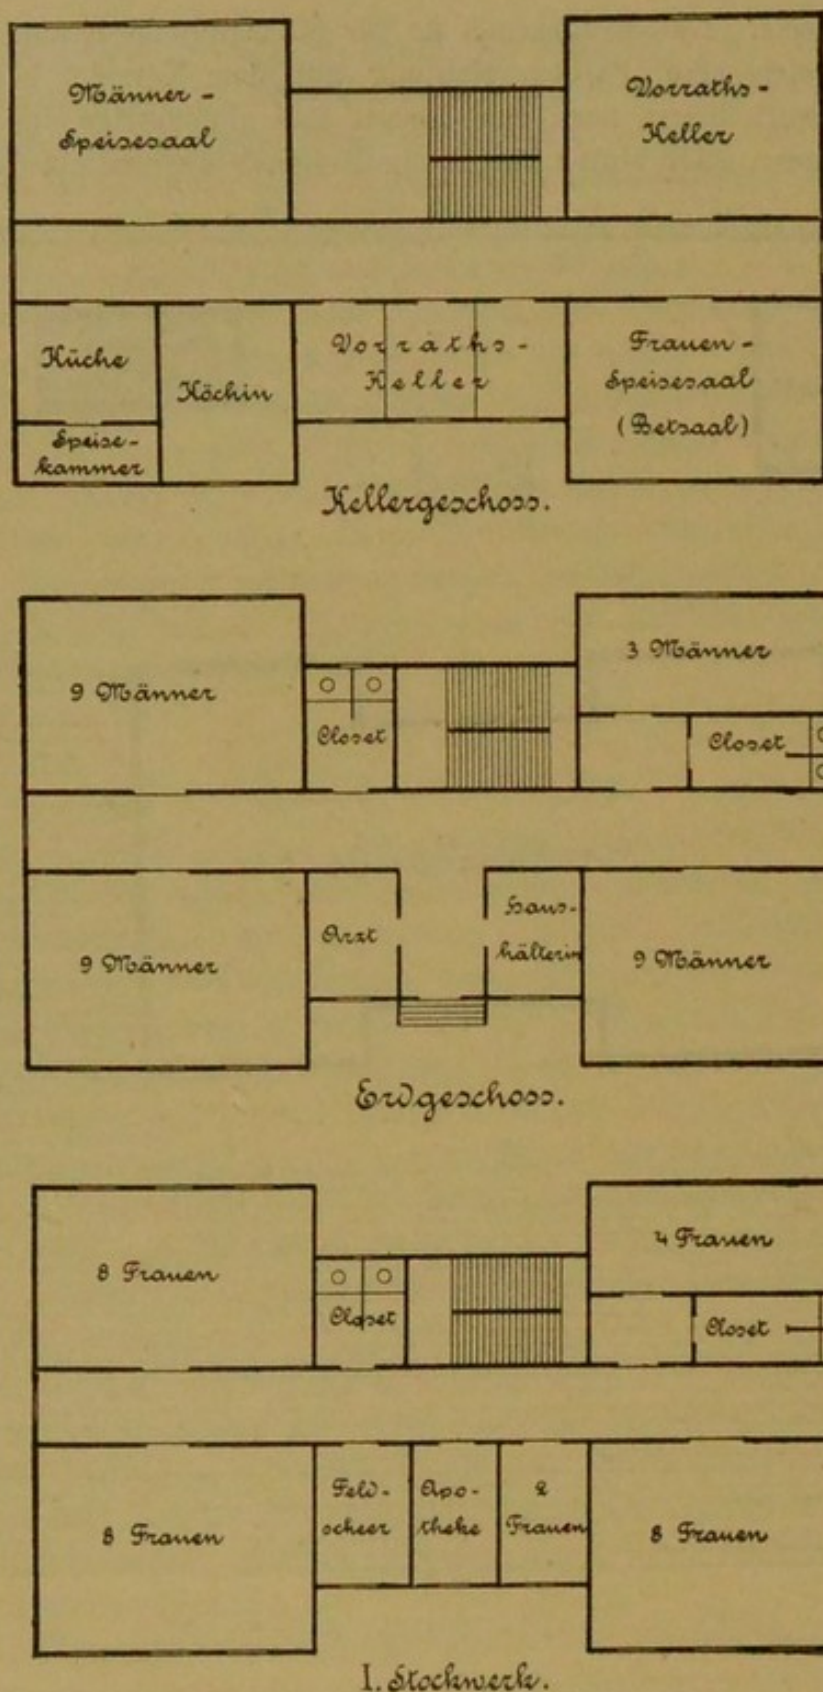 Männer -
Speisesaal
Vorraths -
Keller
Küche
Speise-
kammer
Köchin
Vorraths -
Keller
Frauen -
Speisesaal
(Betsaal)
Kellergeschoss.
9 Männer
Closet
3 Männer
Closet
9 Männer
Arzt
Haus-
hälterin
9 Männer
Erdgeschoss.
8 Frauen
Closet
4 Frauen
Closet
8 Frauen
Feld-
scheer
Apo-
theke
2
Frauen
8 Frauen
I. Stockwerk.